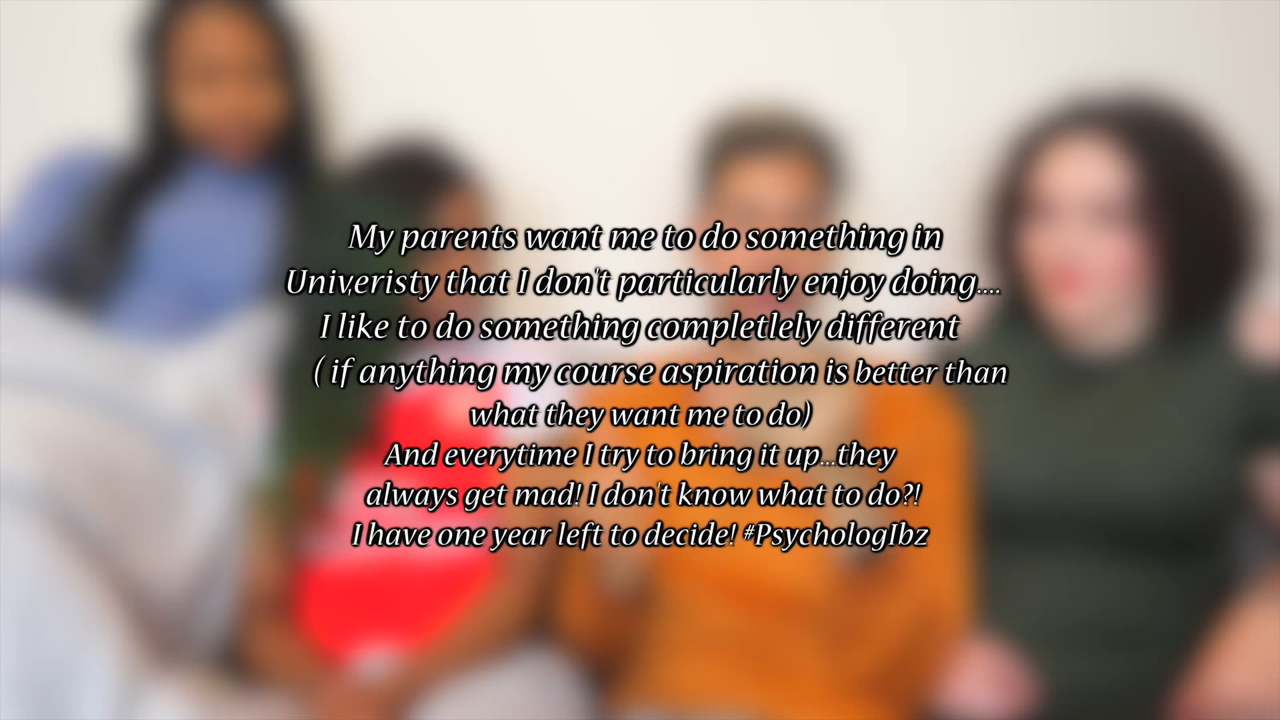 My parents want me to do something in
Univeristy that I don't particularly enjoy doing....
I like to do something completlely different
( if anything my course aspiration is better than
what they want me to do)
And everytime I try to bring it up...they
always get mad! I don't know what to do?!
I have one year left to decide! #PsychologIbz